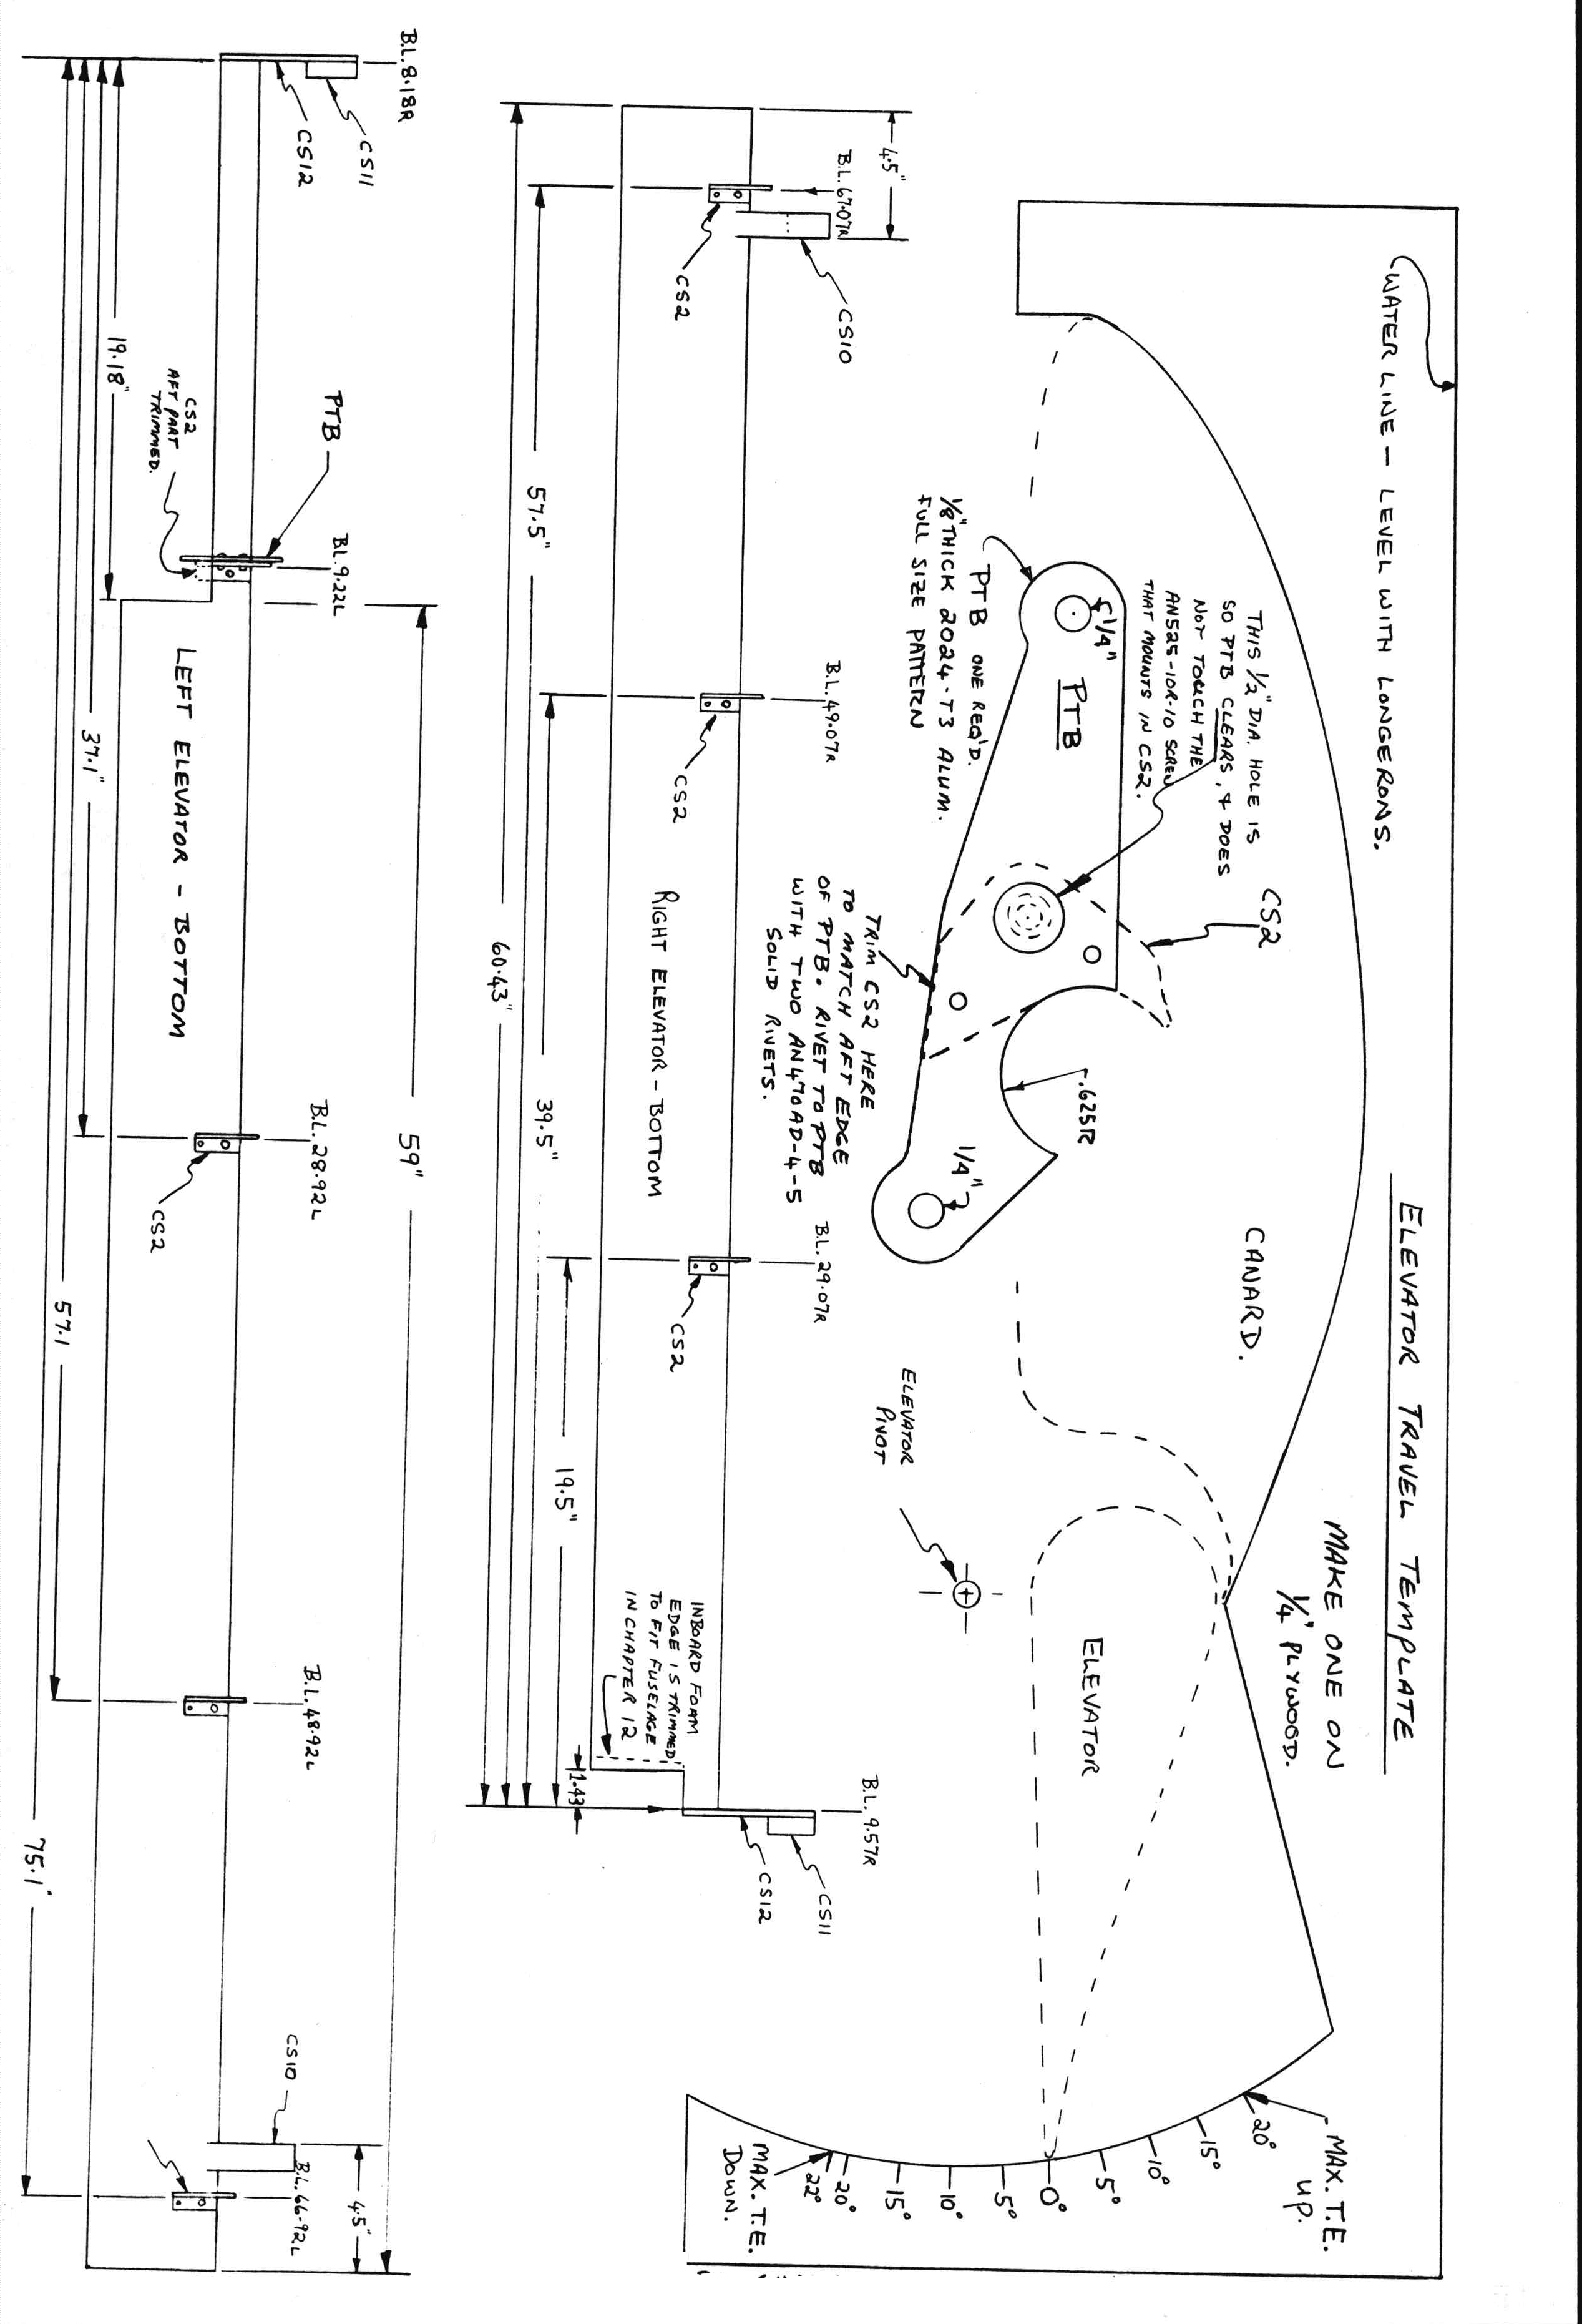 WATER LINE - LEVEL WITH LONGERONS.
ELEVATOR TRAVEL TEMPLATE
MAKE ONE ON
1/4" PLYWOOD.
CANARD.
CS2
THIS 1/2" DIA. HOLE IS
SO PTB CLEARS, & DOES
NOT TOUCH THE
AN525-10R-10 SCREW
THAT MOUNTS IN CS2.
1/4"
PTB
PTB ONE REQ'D.
1/8" THICK 2024-T3 ALUM.
FULL SIZE PATTERN
.625R
1/4"
TRIM CS2 HERE
TO MATCH AFT EDGE
OF PTB. RIVET TO PTB
WITH TWO AN470AD-4-5
SOLID RIVETS.
ELEVATOR
PIVOT
ELEVATOR
MAX. T.E.
UP.
20°
15°
10°
5°
0°
5°
10°
15°
20°
22°
MAX. T.E.
DOWN.
4.5"
B.L. 67.07R
CS10
CS2
B.L. 49.07R
CS2
B.L. 29.07R
CS2
B.L. 9.57R
CS11
CS12
RIGHT ELEVATOR - BOTTOM
INBOARD FOAM
EDGE IS TRIMMED
TO FIT FUSELAGE
IN CHAPTER 12
1.43
19.5"
39.5"
57.5"
60.43"
B.L. 8.18R
CS11
CS12
PTB
B.L. 9.22L
CS2
AFT PART
TRIMMED.
59"
B.L. 28.92L
CS2
B.L. 48.92L
CS10
B.L. 66.92L
4.5"
LEFT ELEVATOR - BOTTOM
19.18"
37.1"
57.1
75.1"